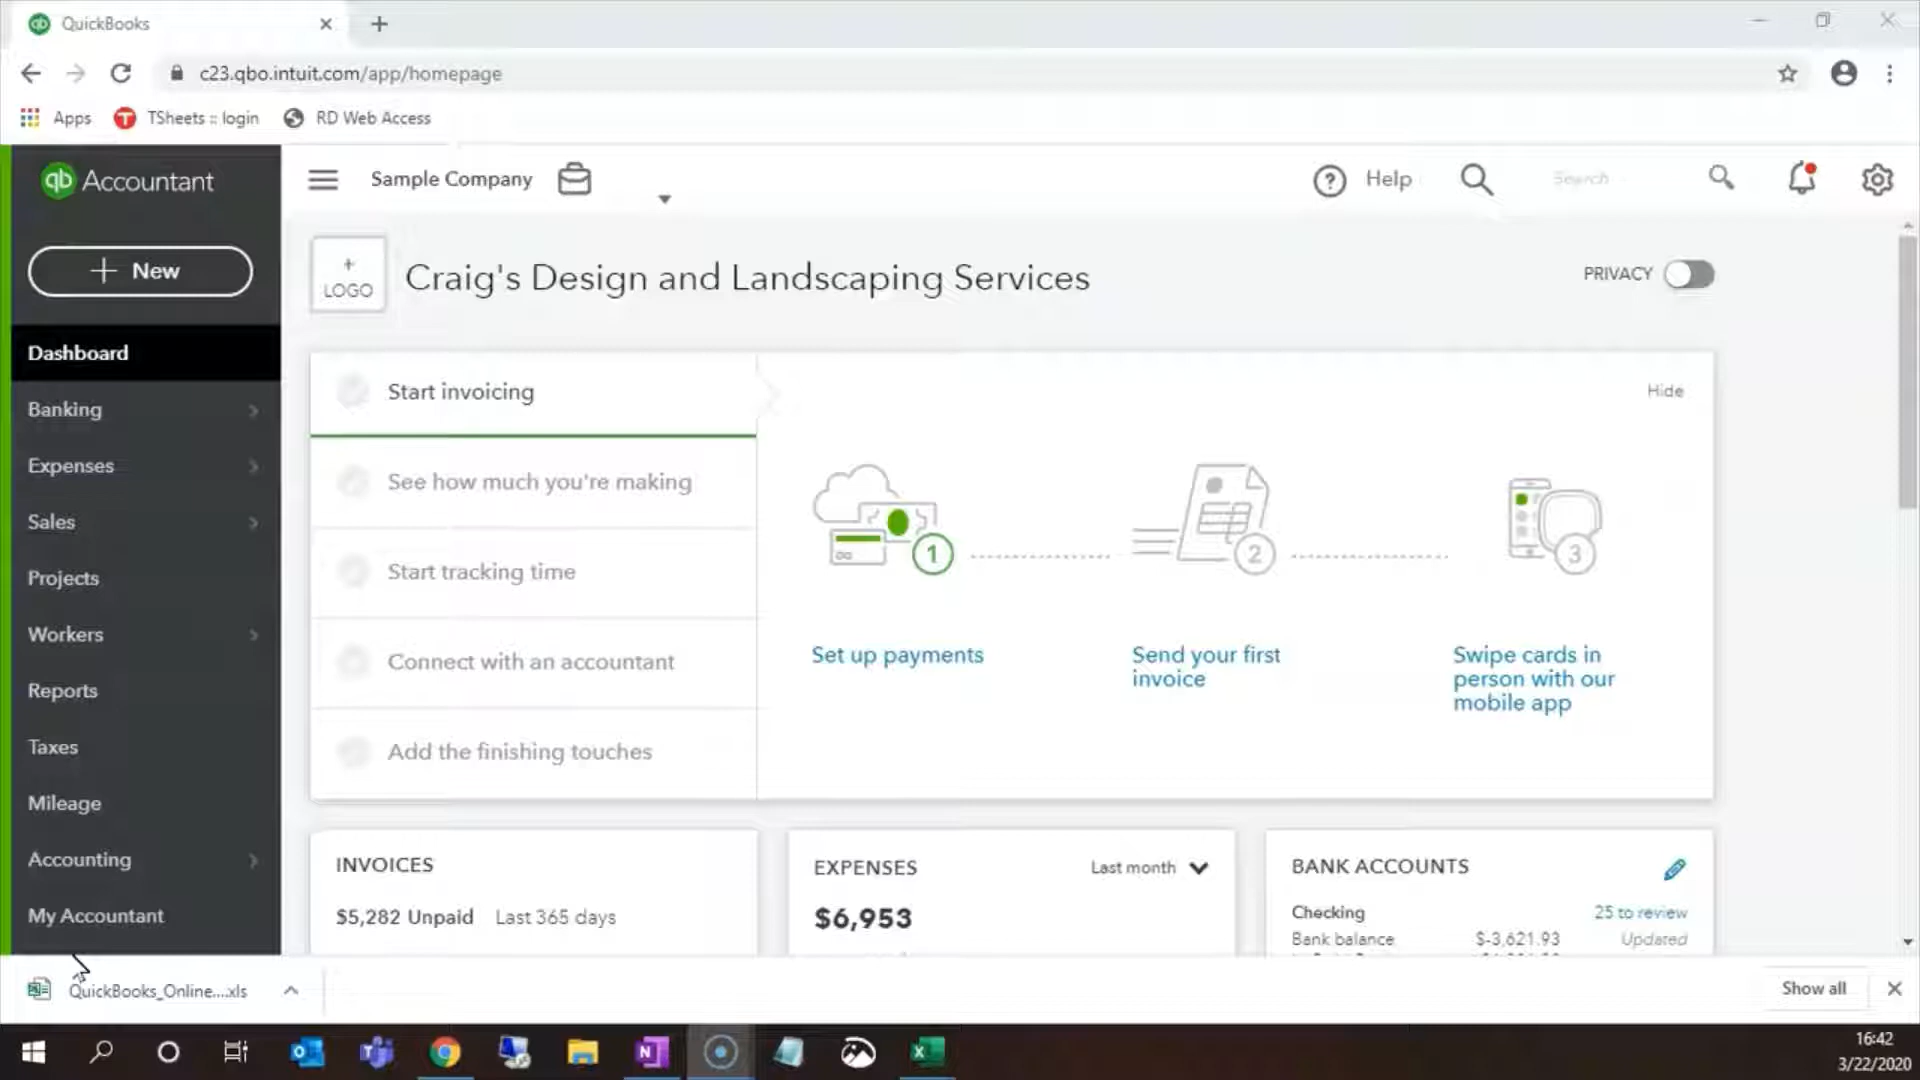 QuickBooks
c23.qbo.intuit.com/app/homepage
Apps
TSheets :: login
RD Web Access
qb Accountant
Sample Company
Help
Search
New
LOGO
Craig's Design and Landscaping Services
PRIVACY
Dashboard
Banking
Expenses
Sales
Projects
Workers
Reports
Taxes
Mileage
Accounting
My Accountant
Start invoicing
See how much you're making
Start tracking time
Connect with an accountant
Add the finishing touches
Hide
1
2
3
Set up payments
Send your first
invoice
Swipe cards in
person with our
mobile app
INVOICES
$5,282 Unpaid Last 365 days
EXPENSES
Last month
$6,953
BANK ACCOUNTS
Checking
25 to review
Bank balance
$-3,621.93
Updated
QuickBooks_Online....xls
Show all
16:42
3/22/2020